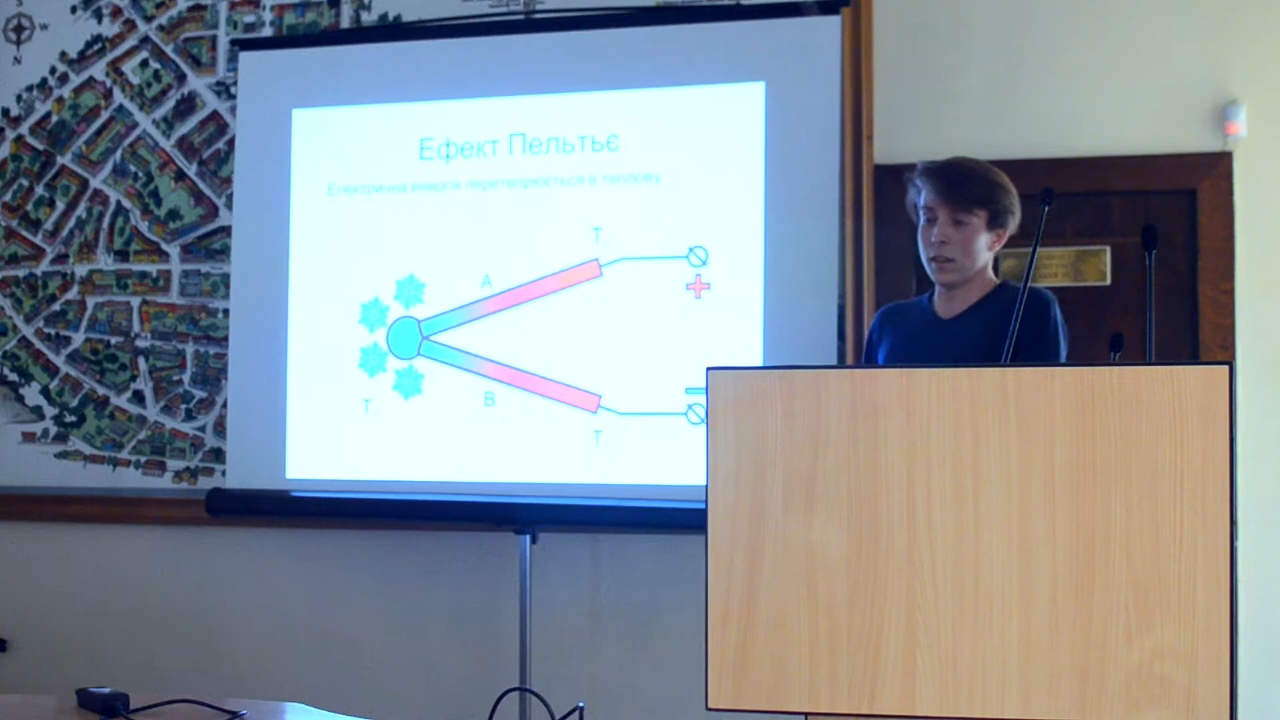 S
W
N
Ефект Пельтьє
Електрична енергія перетворюється в теплову
T
A
T
B
T